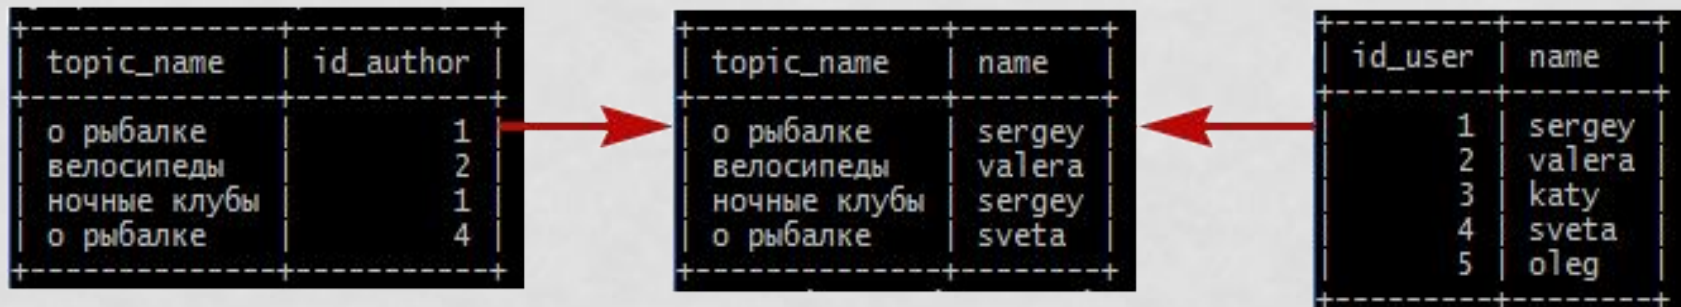 topic_name | id_author
о рыбалке | 1
велосипеды | 2
ночные клубы | 1
о рыбалке | 4
topic_name | name
о рыбалке | sergey
велосипеды | valera
ночные клубы | sergey
о рыбалке | sveta
id_user | name
1 | sergey
2 | valera
3 | katy
4 | sveta
5 | oleg